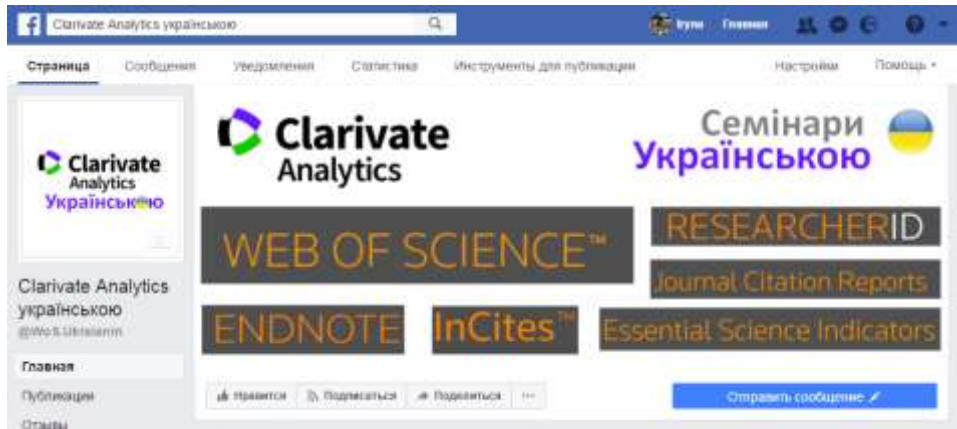 Clarivate Analytics українською
Ірина Главная
Страница Сообщения Уведомления Статистика Инструменты для публикации Настройки Помощь
Clarivate
Analytics
Українською
Clarivate
Analytics
Семінари
Українською
WEB OF SCIENCE™
RESEARCHERID
Journal Citation Reports
ENDNOTE
InCites™
Essential Science Indicators
Clarivate Analytics
українською
Главная
Публикации
Отзывы
Нравится Подписаться Поделиться ...
Отправить сообщение